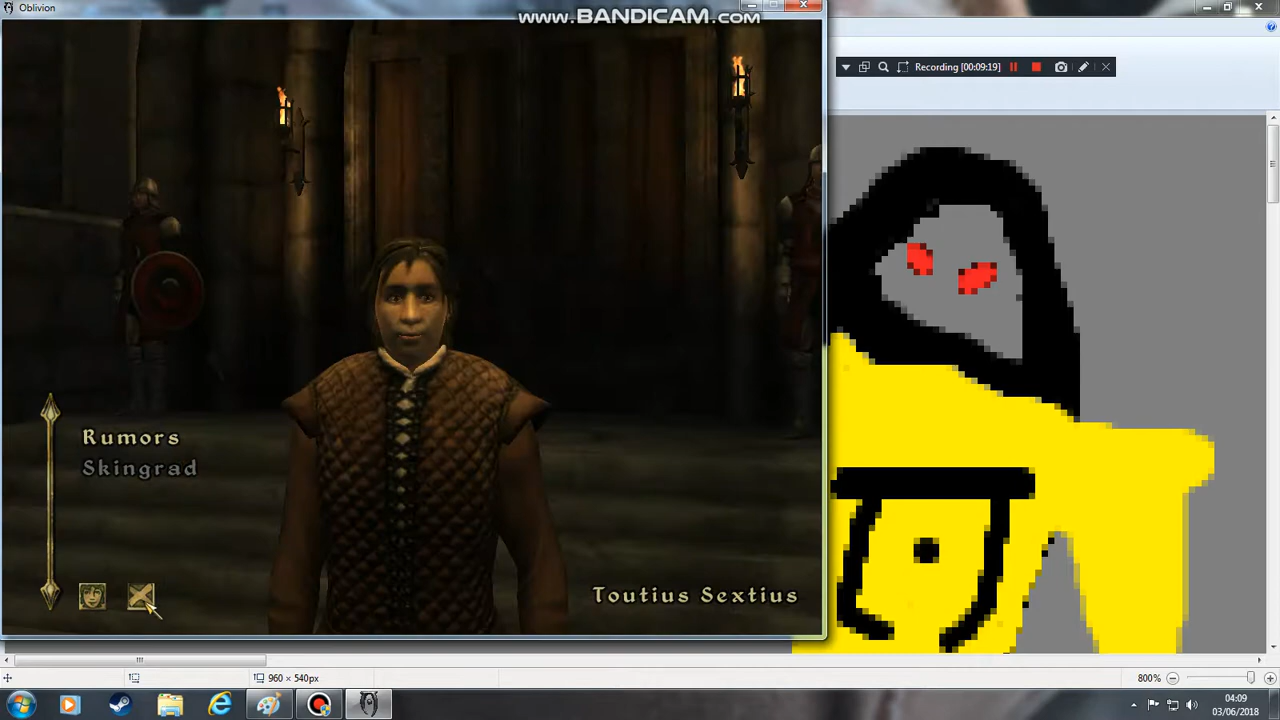 Oblivion
www.BANDICAM.com
Recording [00:09:19]
Rumors
Skingrad
Toutius Sextius
960 × 540px
800%
04:09
03/06/2018